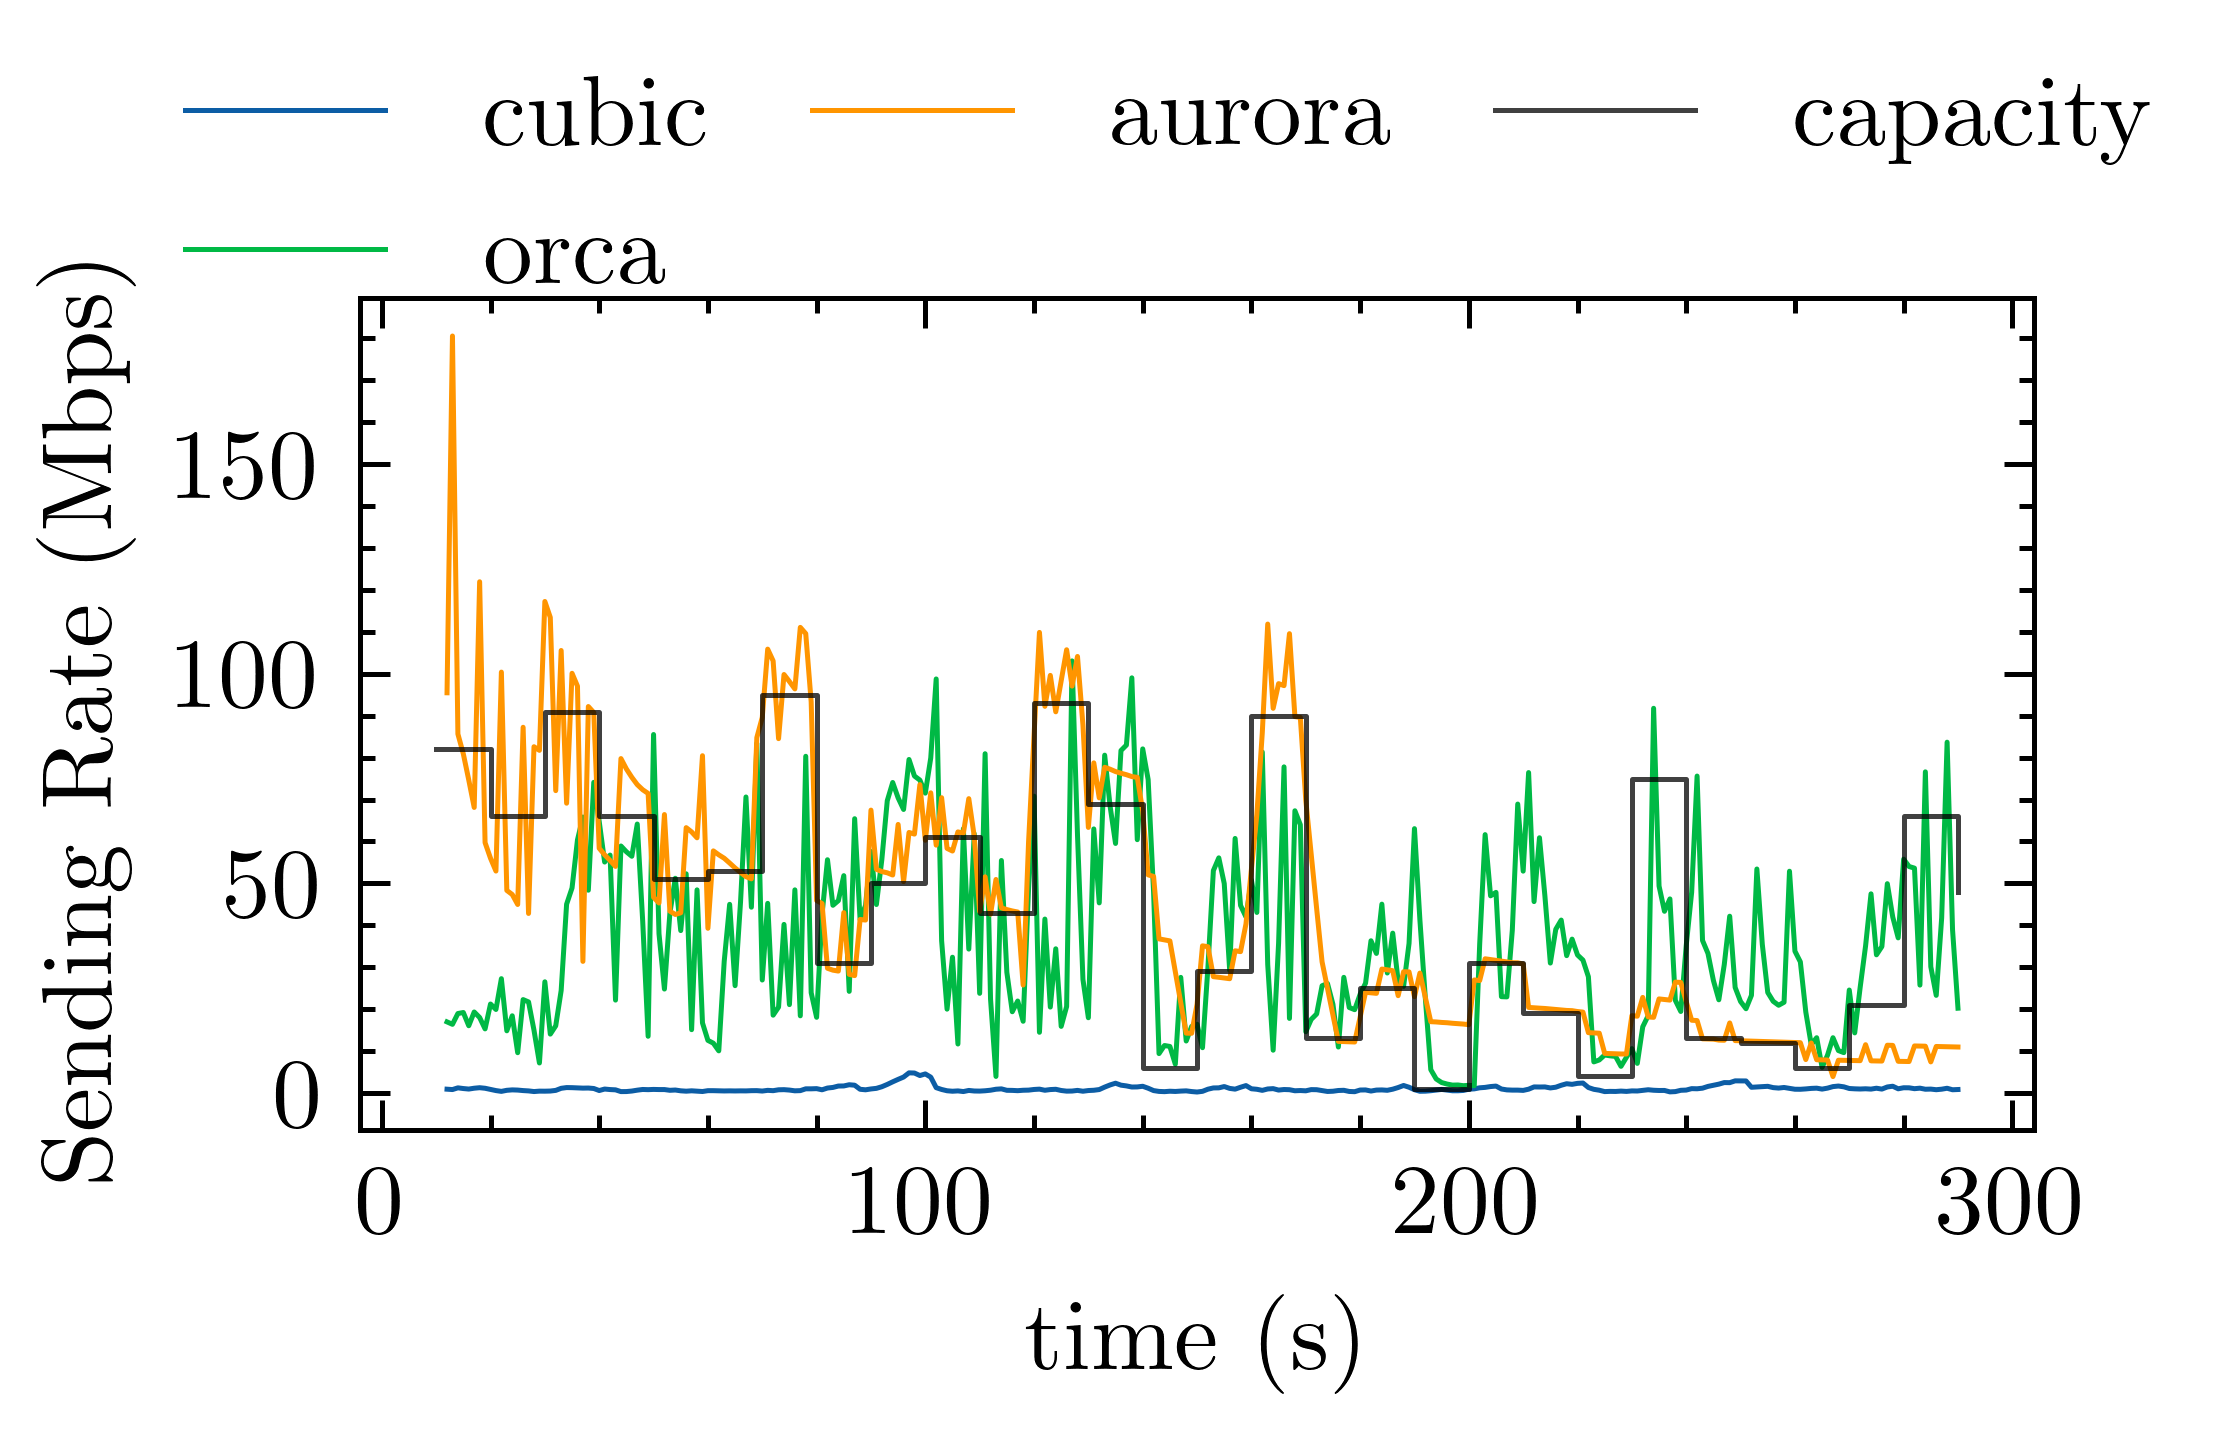 cubic aurora capacity
orca
Sending Rate (Mbps)
150
100
50
0
0 100 200 300
time (s)